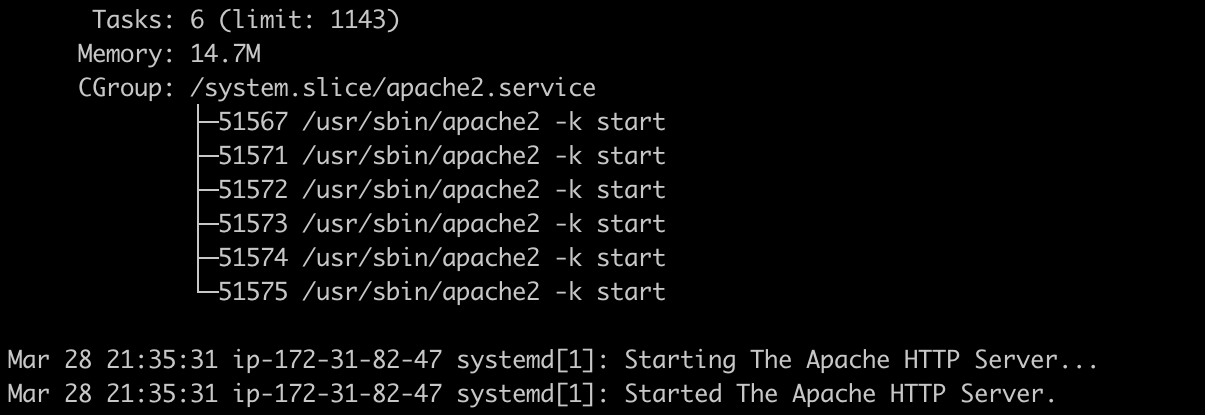 Tasks: 6 (limit: 1143)
Memory: 14.7M
CGroup: /system.slice/apache2.service
├─51567 /usr/sbin/apache2 -k start
├─51571 /usr/sbin/apache2 -k start
├─51572 /usr/sbin/apache2 -k start
├─51573 /usr/sbin/apache2 -k start
├─51574 /usr/sbin/apache2 -k start
└─51575 /usr/sbin/apache2 -k start
Mar 28 21:35:31 ip-172-31-82-47 systemd[1]: Starting The Apache HTTP Server...
Mar 28 21:35:31 ip-172-31-82-47 systemd[1]: Started The Apache HTTP Server.